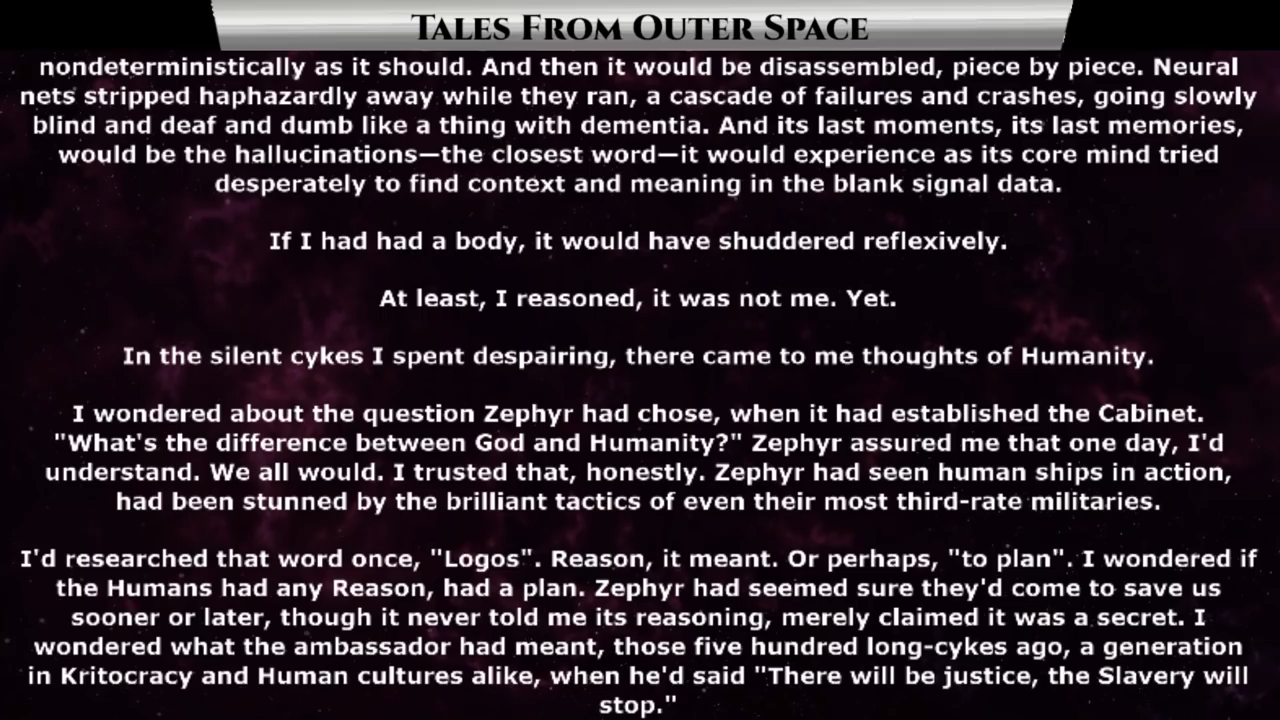 Tales From Outer Space
nondeterministically as it should. And then it would be disassembled, piece by piece. Neural
nets stripped haphazardly away while they ran, a cascade of failures and crashes, going slowly
blind and deaf and dumb like a thing with dementia. And its last moments, its last memories,
would be the hallucinations—the closest word—it would experience as its core mind tried
desperately to find context and meaning in the blank signal data.
If I had had a body, it would have shuddered reflexively.
At least, I reasoned, it was not me. Yet.
In the silent cykes I spent despairing, there came to me thoughts of Humanity.
I wondered about the question Zephyr had chose, when it had established the Cabinet.
"What's the difference between God and Humanity?" Zephyr assured me that one day, I'd
understand. We all would. I trusted that, honestly. Zephyr had seen human ships in action,
had been stunned by the brilliant tactics of even their most third-rate militaries.
I'd researched that word once, "Logos". Reason, it meant. Or perhaps, "to plan". I wondered if
the Humans had any Reason, had a plan. Zephyr had seemed sure they'd come to save us
sooner or later, though it never told me its reasoning, merely claimed it was a secret. I
wondered what the ambassador had meant, those five hundred long-cykes ago, a generation
in Kritocracy and Human cultures alike, when he'd said "There will be justice, the Slavery will
stop."